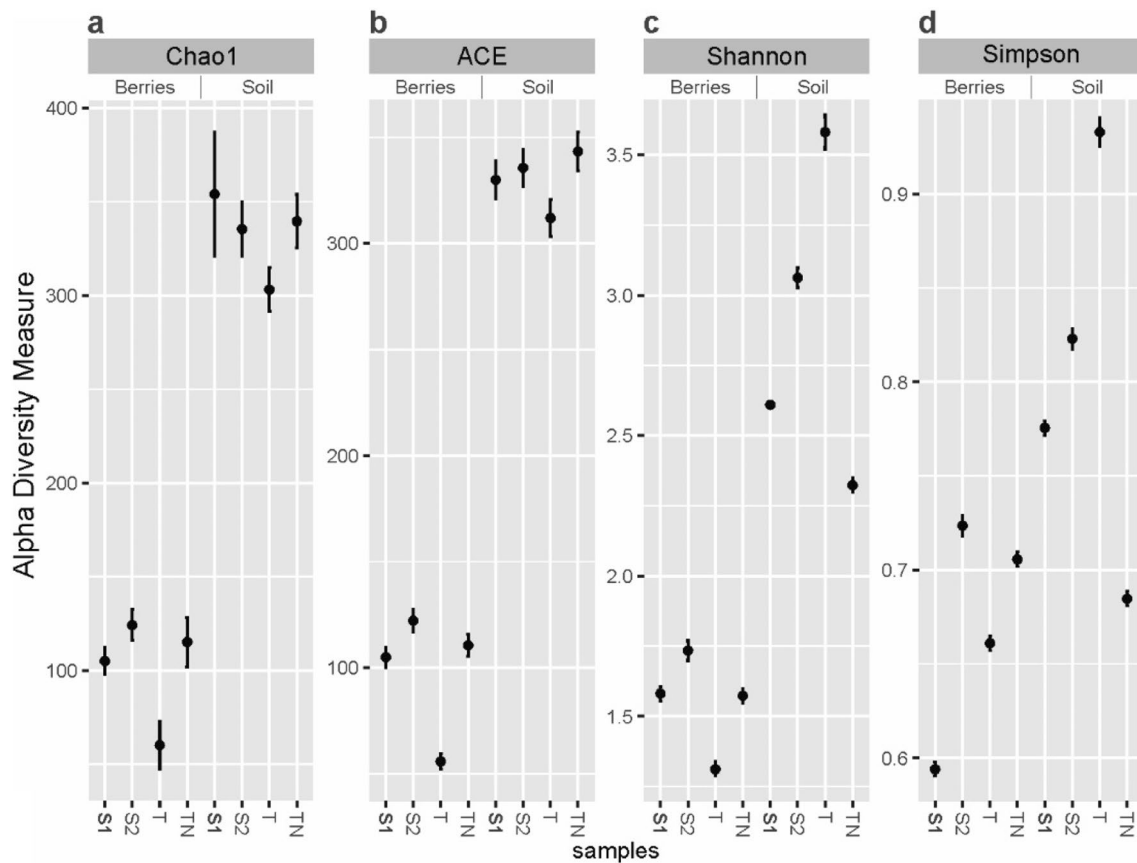 a b c d
Chao1 ACE Shannon Simpson
Berries Soil Berries Soil Berries Soil Berries Soil
Alpha Diversity Measure
400
300
200
100
300
200
100
3.5
3.0
2.5
2.0
1.5
0.9
0.8
0.7
0.6
S1 S2 T TN S1 S2 T TN S1 S2 T TN S1 S2 T TN S1 S2 T TN S1 S2 T TN S1 S2 T TN S1 S2 T TN
samples